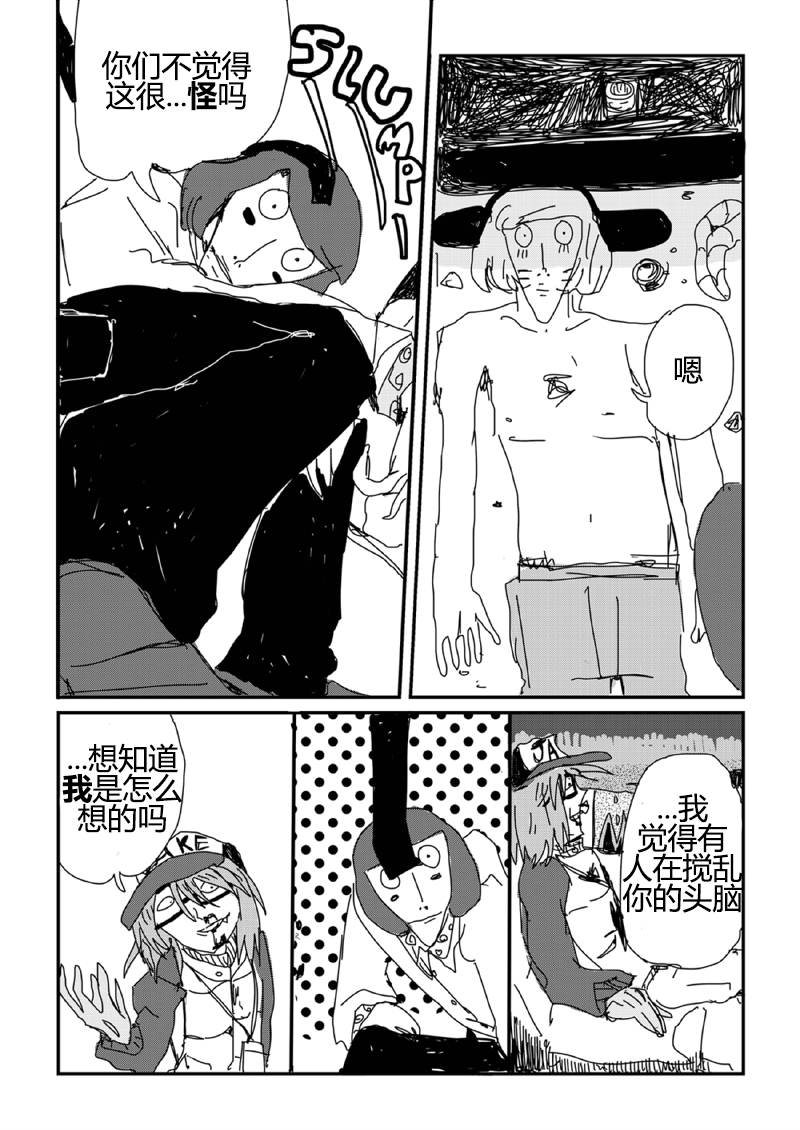 你们不觉得
这很...怪吗
SLUMP
嗯
...想知道
我是怎么
想的吗
KE
JA
...我
觉得有
人在搅乱
你的头脑